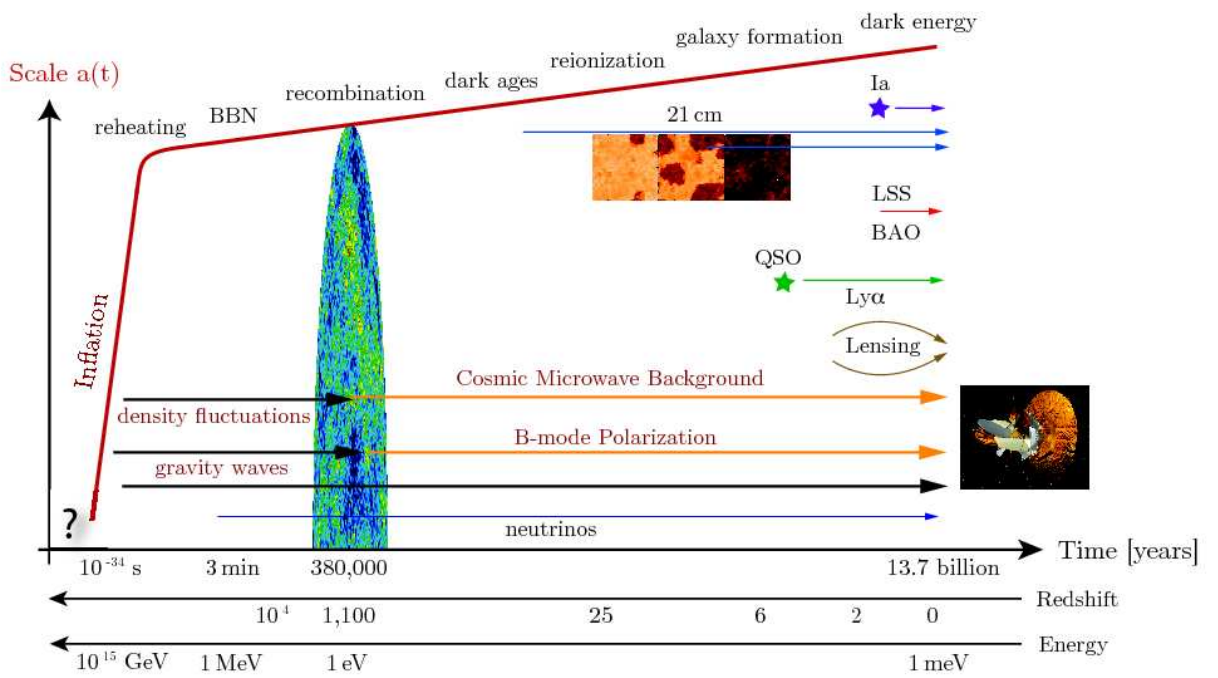 dark energy
galaxy formation
reionization
Scale a(t)
dark ages
recombination
BBN
reheating
Ia
21 cm
LSS
BAO
QSO
Lyα
Inflation
Lensing
Cosmic Microwave Background
density fluctuations
B-mode Polarization
gravity waves
?
neutrinos
10⁻³⁴ s 3 min 380,000 13.7 billion
Time [years]
10⁴ 1,100 25 6 2 0
Redshift
10¹⁵ GeV 1 MeV 1 eV 1 meV
Energy